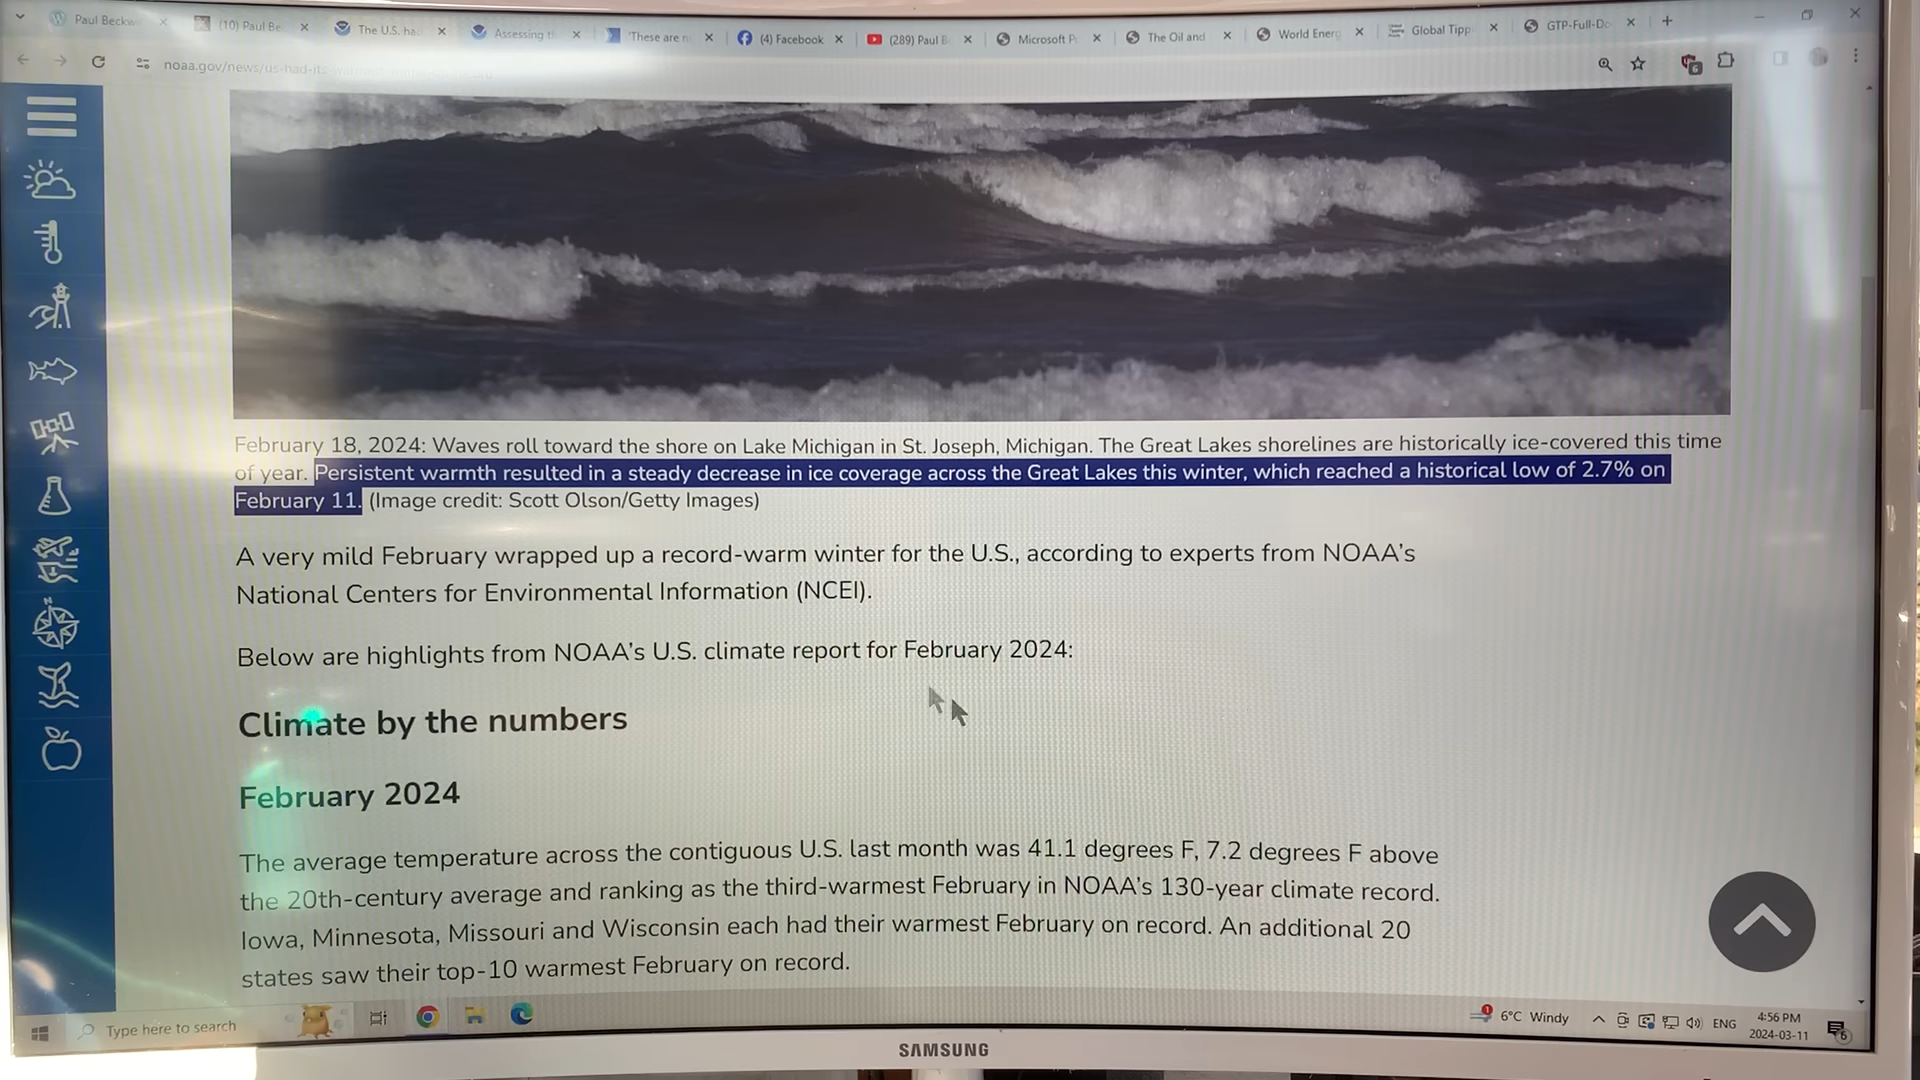 Paul Beckw
(10) Paul Be
The U.S. had
Assessing th
'These are n
(4) Facebook
(289) Paul B
Microsoft P
The Oil and
World Energ
Global Tipp
GTP-Full-Do
noaa.gov/news/us-had-its-
February 18, 2024: Waves roll toward the shore on Lake Michigan in St. Joseph, Michigan. The Great Lakes shorelines are historically ice-covered this time
of year. Persistent warmth resulted in a steady decrease in ice coverage across the Great Lakes this winter, which reached a historical low of 2.7% on
February 11. (Image credit: Scott Olson/Getty Images)
A very mild February wrapped up a record-warm winter for the U.S., according to experts from NOAA's
National Centers for Environmental Information (NCEI).
Below are highlights from NOAA's U.S. climate report for February 2024:
Climate by the numbers
February 2024
The average temperature across the contiguous U.S. last month was 41.1 degrees F, 7.2 degrees F above
the 20th-century average and ranking as the third-warmest February in NOAA's 130-year climate record.
Iowa, Minnesota, Missouri and Wisconsin each had their warmest February on record. An additional 20
states saw their top-10 warmest February on record.
Type here to search
1
6°C Windy
ENG
4:56 PM
2024-03-11
6
SAMSUNG